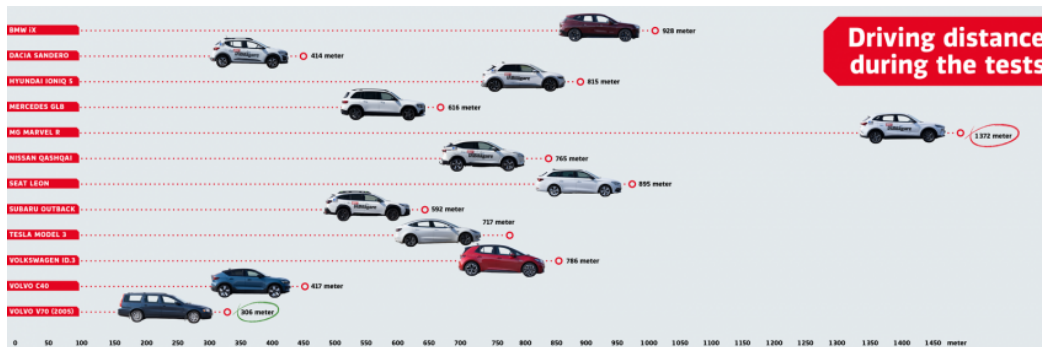 Driving distance
during the tests
BMW iX 928 meter
DACIA SANDERO 414 meter
HYUNDAI IONIQ 5 815 meter
MERCEDES GLB 616 meter
MG MARVEL R 1372 meter
NISSAN QASHQAI 765 meter
SEAT LEON 895 meter
SUBARU OUTBACK 592 meter
TESLA MODEL 3 717 meter
VOLKSWAGEN ID.3 786 meter
VOLVO C40 417 meter
VOLVO V70 (2005) 306 meter
0 50 100 150 200 250 300 350 400 450 500 550 600 650 700 750 800 850 900 950 1000 1050 1100 1150 1200 1250 1300 1350 1400 1450 meter